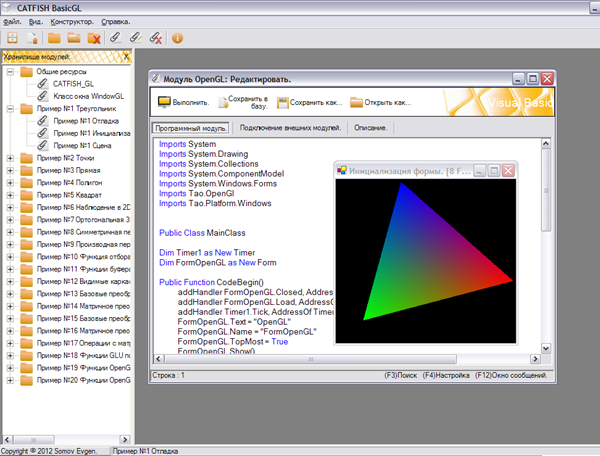 CATFISH BasicGL
Файл. Вид. Конструктор. Справка.
Хранилище модулей:
Общие ресурсы
CATFISH_GL
Класс окна WindowGL
Пример №1 Треугольник
Пример №1 Отладка
Пример №1 Инициализа
Пример №1 Сцена
Пример №2 Точки
Пример №3 Прямая
Пример №4 Полигон
Пример №5 Квадрат
Пример №6 Наблюдение в 2D
Пример №7 Ортогональная З
Пример №8 Симметричная пе
Пример №9 Производная пер
Пример №10 Функция отбора
Пример №11 Функции буфера
Пример №12 Видимые каркa
Пример №13 Базовые преобр
Пример №14 Матричное преоб
Пример №15 Базовые преоб
Пример №16 Матричное прео
Пример №17 Операции с матр
Пример №18 Функции GLU по
Пример №19 Функции OpenG
Пример №20 Функции OpenG
Модуль OpenGL: Редактировать.
Выполнить. Сохранить в базу. Сохранить как... Открыть как...
Visual Basic
Программный модуль. Подключение внешних модулей. Описание.
Imports System
Imports System.Drawing
Imports System.Collections
Imports System.ComponentModel
Imports System.Windows.Forms
Imports Tao.OpenGl
Imports Tao.Platform.Windows
Public Class MainClass
Dim Timer1 as New Timer
Dim FormOpenGL as New Form
Public Function CodeBegin()
addHandler FormOpenGL.Closed, Address
addHandler FormOpenGL.Load, AddressO
addHandler Timer1.Tick, AddressOf Timer
FormOpenGL.Text = "OpenGL"
FormOpenGL.Name = "FormOpenGL"
FormOpenGL.TopMost = True
FormOpenGL.Show()
Инициализация формы. [8 F...
Строка : 1 (F3)Поиск (F4)Настройка (F12)Окно сообщений.
Copyright © 2012 Somov Evgen. Пример №1 Отладка